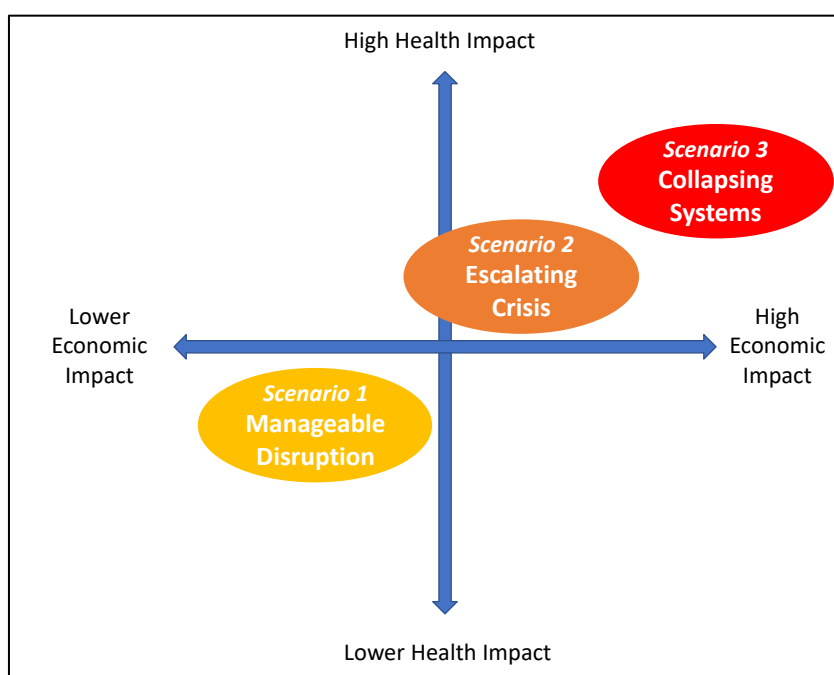 High Health Impact
Scenario 3
Collapsing
Systems
Scenario 2
Escalating
Crisis
Lower
Economic
Impact
High
Economic
Impact
Scenario 1
Manageable
Disruption
Lower Health Impact